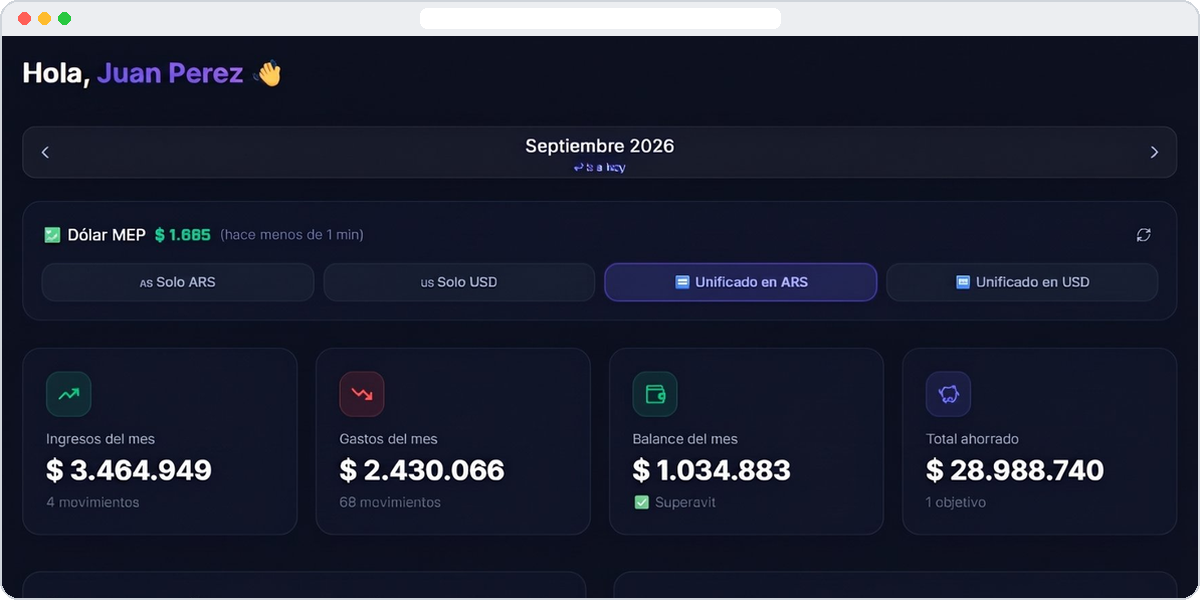 Hola, Juan Perez 👋
Septiembre 2026
Dólar MEP $ 1.685 (hace menos de 1 min)
AS Solo ARS
US Solo USD
Unificado en ARS
Unificado en USD
Ingresos del mes
$ 3.464.949
4 movimientos
Gastos del mes
$ 2.430.066
68 movimientos
Balance del mes
$ 1.034.883
✅ Superavit
Total ahorrado
$ 28.988.740
1 objetivo